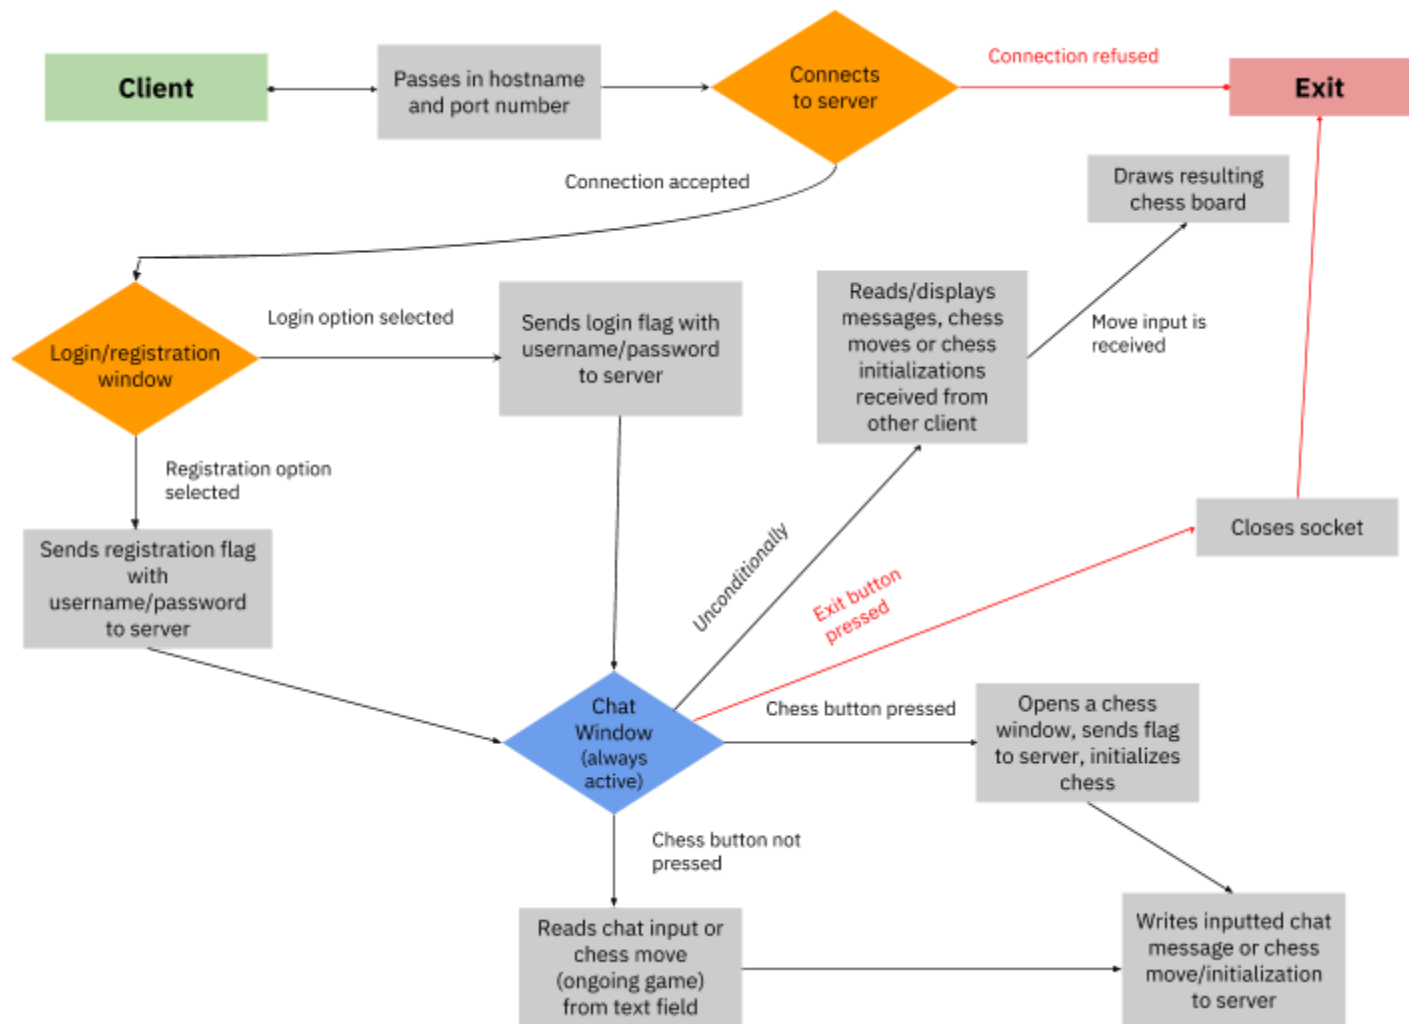 Client
Passes in hostname
and port number
Connects
to server
Connection refused
Exit
Connection accepted
Draws resulting
chess board
Login/registration
window
Login option selected
Sends login flag with
username/password
to server
Reads/displays
messages, chess
moves or chess
initializations
received from
other client
Move input is
received
Registration option
selected
Sends registration flag
with
username/password
to server
Unconditionally
Exit button
pressed
Closes socket
Chat
Window
(always
active)
Chess button pressed
Opens a chess
window, sends flag
to server, initializes
chess
Chess button not
pressed
Reads chat input or
chess move
(ongoing game)
from text field
Writes inputted chat
message or chess
move/initialization
to server